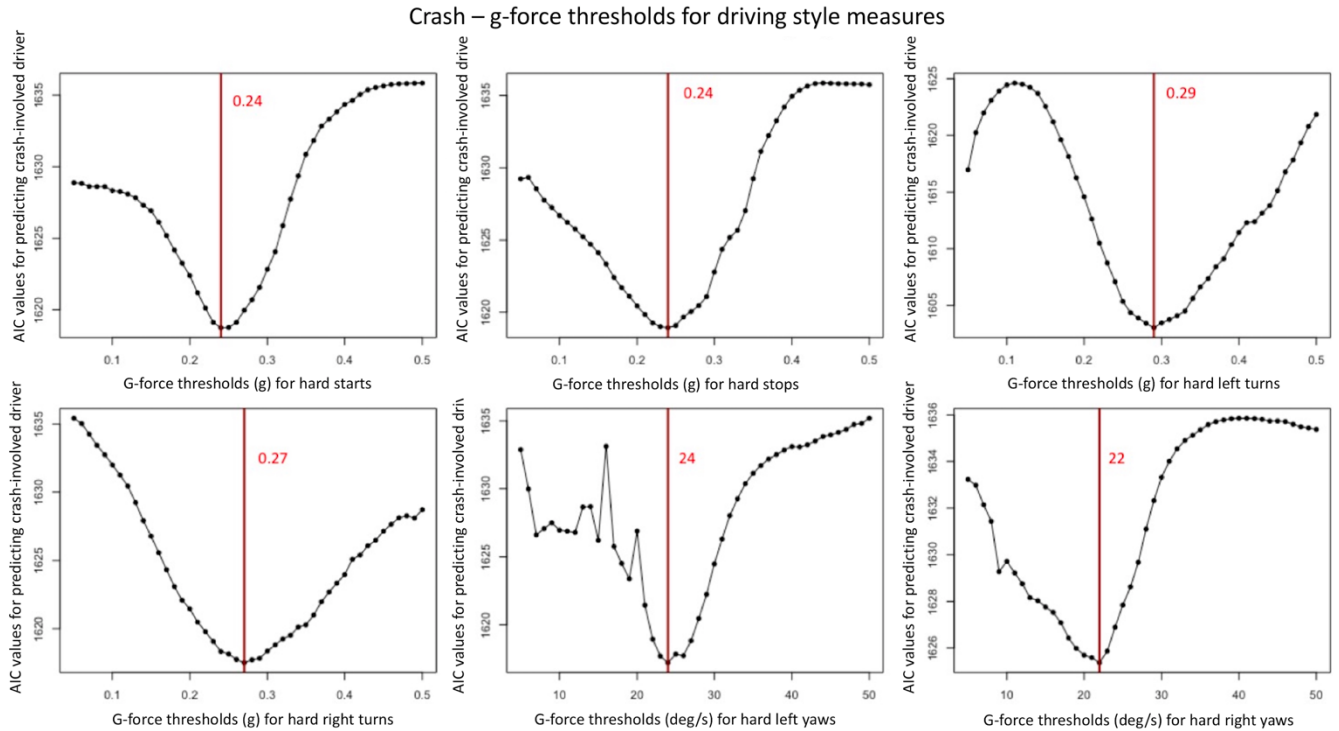 Crash – g-force thresholds for driving style measures
AIC values for predicting crash-involved drive
1635
1630
1625
1620
0.24
0.1 0.2 0.3 0.4 0.5
G-force thresholds (g) for hard starts
AIC values for predicting crash-involved drive
1635
1630
1625
1620
0.24
0.1 0.2 0.3 0.4 0.5
G-force thresholds (g) for hard stops
AIC values for predicting crash-involved driver
1625
1620
1615
1610
1605
0.29
0.1 0.2 0.3 0.4 0.5
G-force thresholds (g) for hard left turns
AIC values for predicting crash-involved driver
1635
1630
1625
1620
0.27
0.1 0.2 0.3 0.4 0.5
G-force thresholds (g) for hard right turns
AIC values for predicting crash-involved driv
1635
1630
1625
1620
24
10 20 30 40 50
G-force thresholds (deg/s) for hard left yaws
AIC values for predicting crash-involved driver
1636
1634
1632
1630
1628
1626
22
10 20 30 40 50
G-force thresholds (deg/s) for hard right yaws